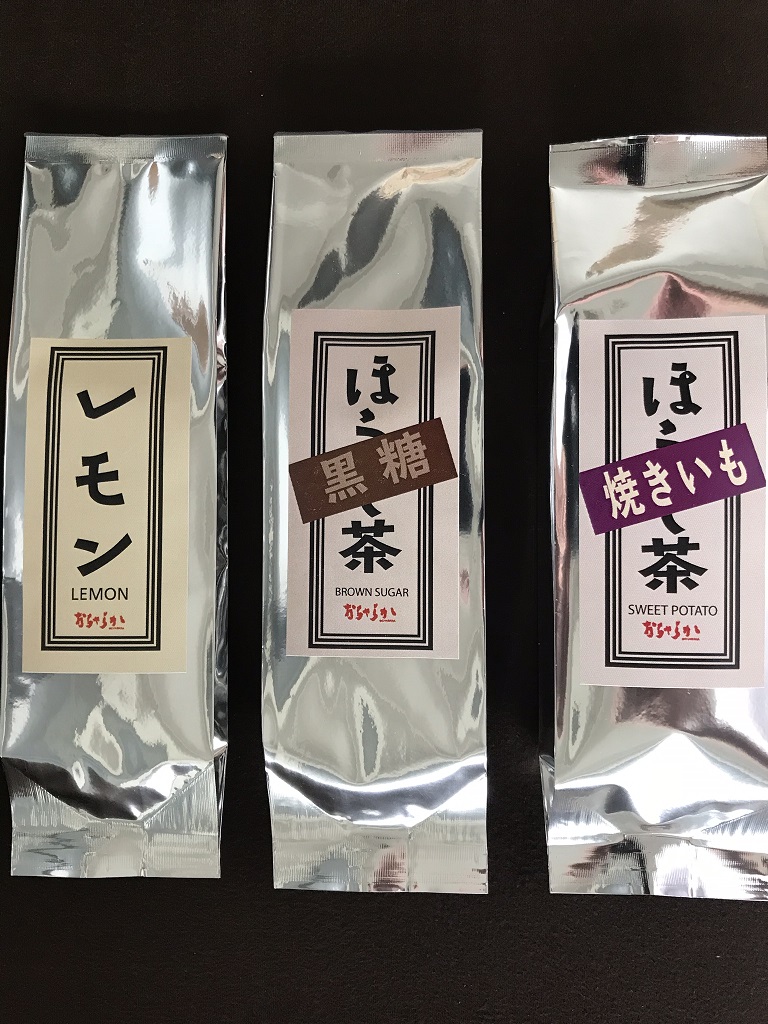 レモン
LEMON
おちゃらか
ほうじ茶
黒糖
BROWN SUGAR
おちゃらか
ほうじ茶
焼きいも
SWEET POTATO
おちゃらか